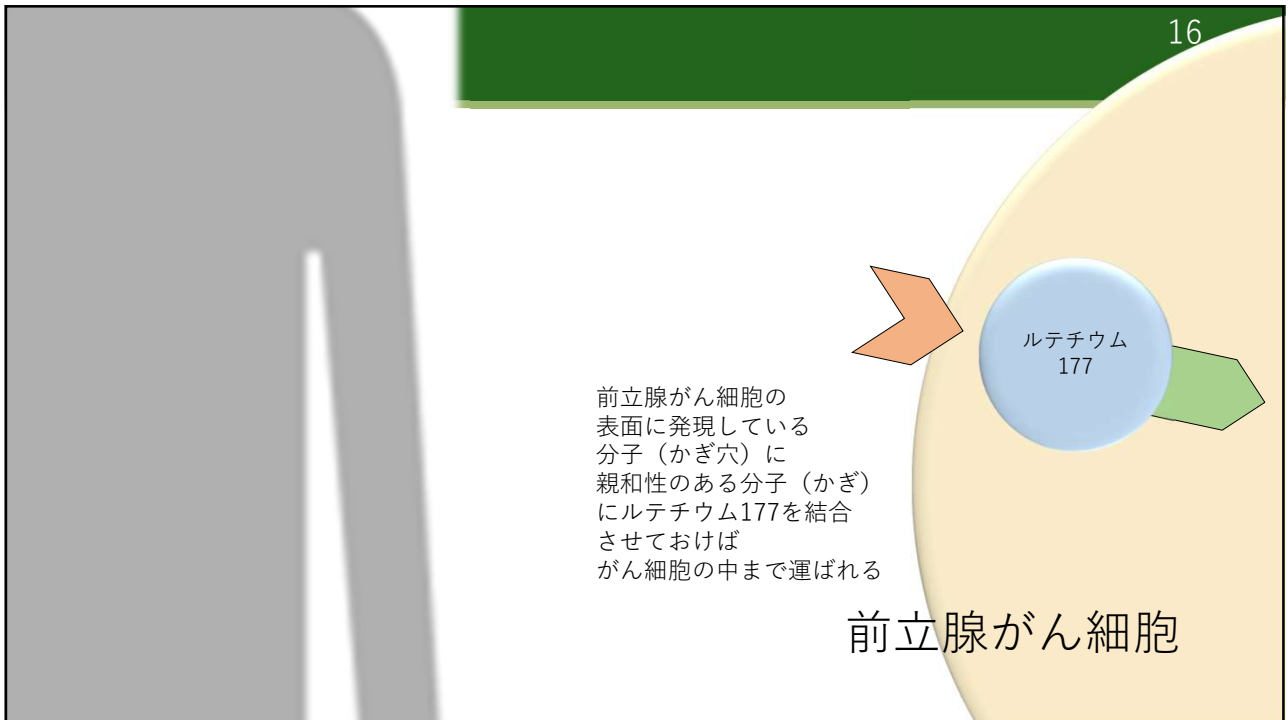 16
ルテチウム
177
前立腺がん細胞の
表面に発現している
分子（かぎ穴）に
親和性のある分子（かぎ）
にルテチウム177を結合
させておけば
がん細胞の中まで運ばれる
前立腺がん細胞